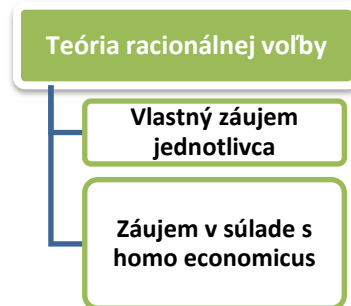 Teória racionálnej voľby
Vlastný záujem
jednotlivca
Záujem v súlade s
homo economicus